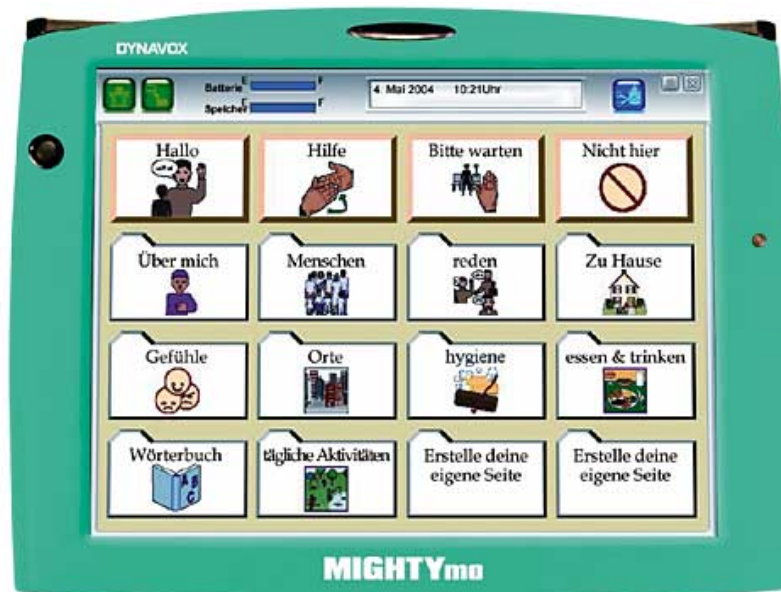 DYNAVOX
Batterie E F
Speicher E F
4. Mai 2004 10:21Uhr
Hallo
Hilfe
Bitte warten
Nicht hier
Über mich
Menschen
reden
Zu Hause
Gefühle
Orte
hygiene
essen & trinken
Wörterbuch
tägliche Aktivitäten
Erstelle deine
eigene Seite
Erstelle deine
eigene Seite
A B
C
MIGHTYmo